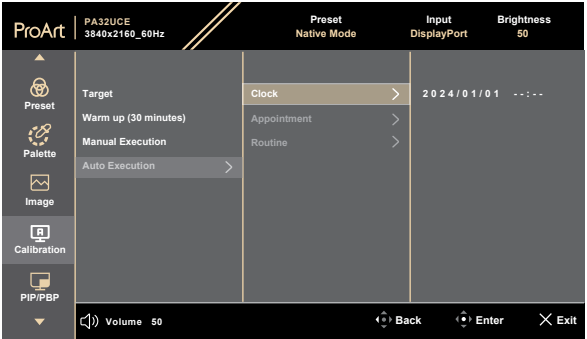 ProArt
PA32UCE
3840x2160_60Hz
Preset
Native Mode
Input
DisplayPort
Brightness
50
Preset
Palette
Image
Calibration
PIP/PBP
Target
Warm up (30 minutes)
Manual Execution
Auto Execution
Clock
Appointment
Routine
2024/01/01 --:--
Volume 50
Back
Enter
Exit